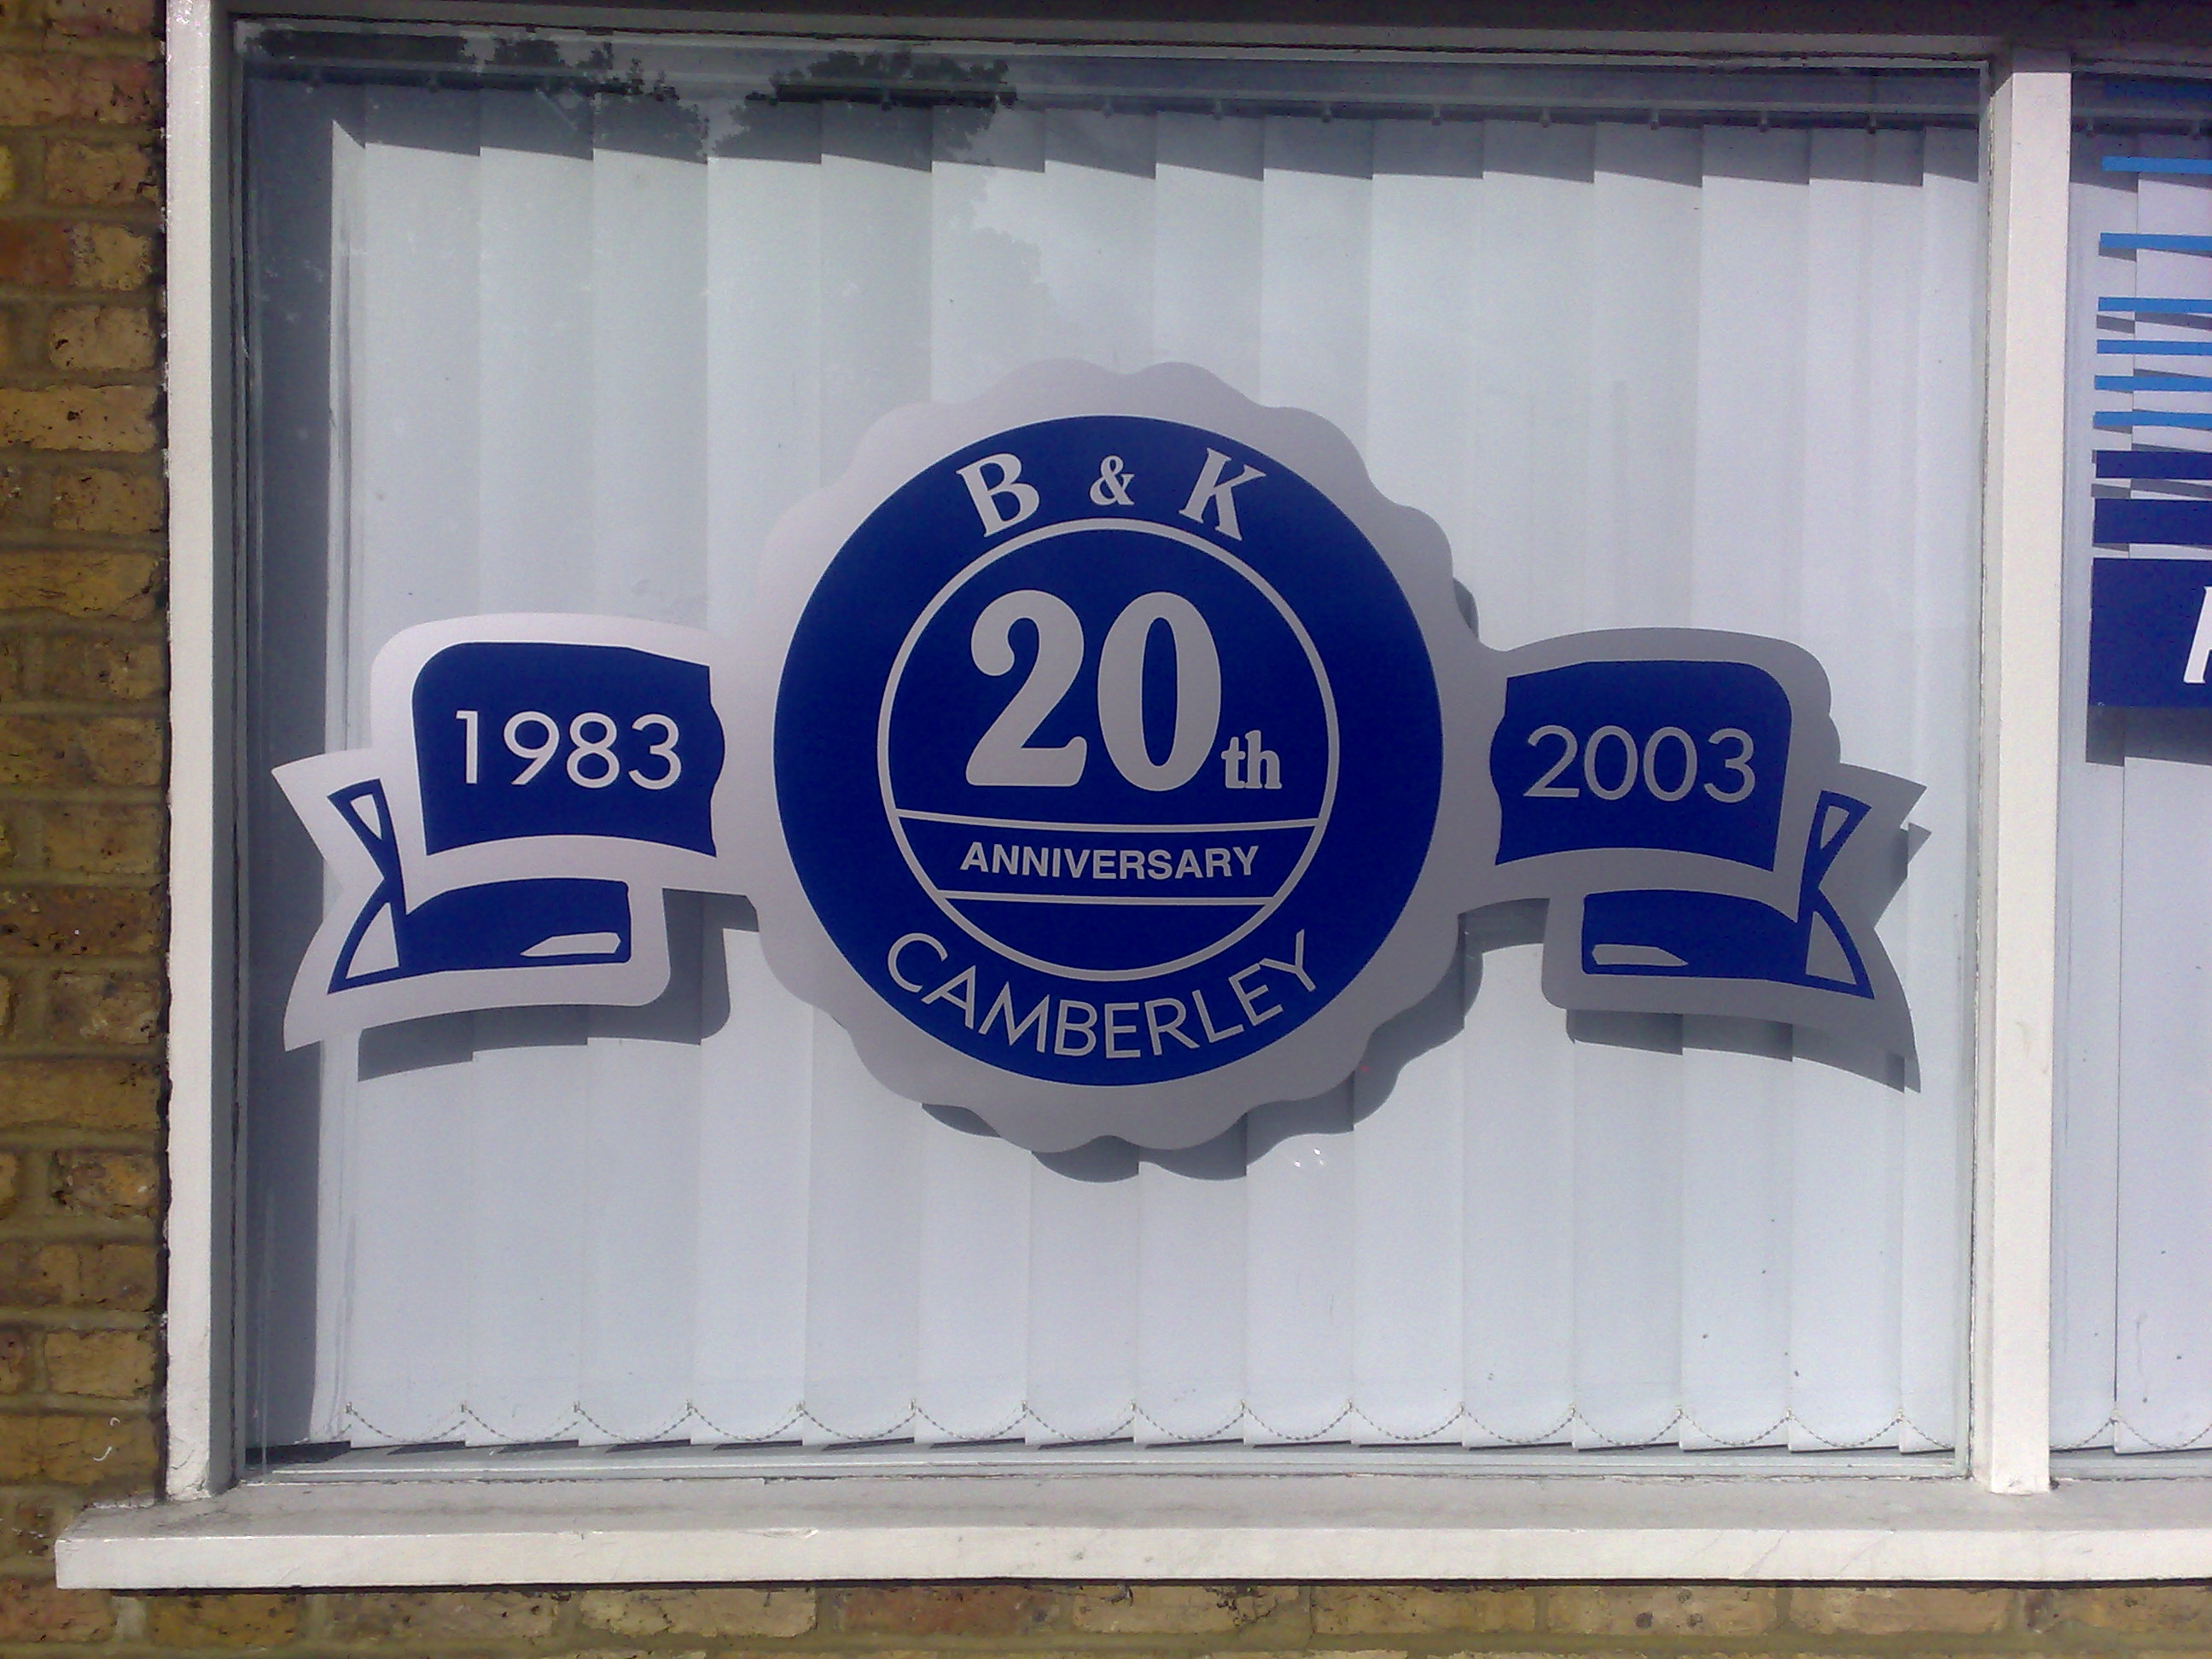 B & K
1983
20th
2003
ANNIVERSARY
CAMBERLEY